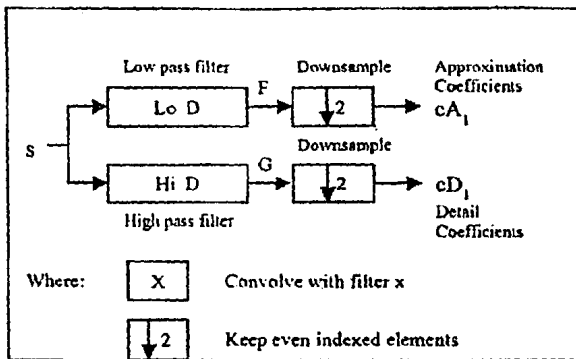 Low pass filter Downsample Approximation
Coefficients
F
Lo D ↓2 cA1
S Downsample
G
Hi D ↓2 cD1
High pass filter Detail
Coefficients
Where: X Convolve with filter x
↓2 Keep even indexed elements